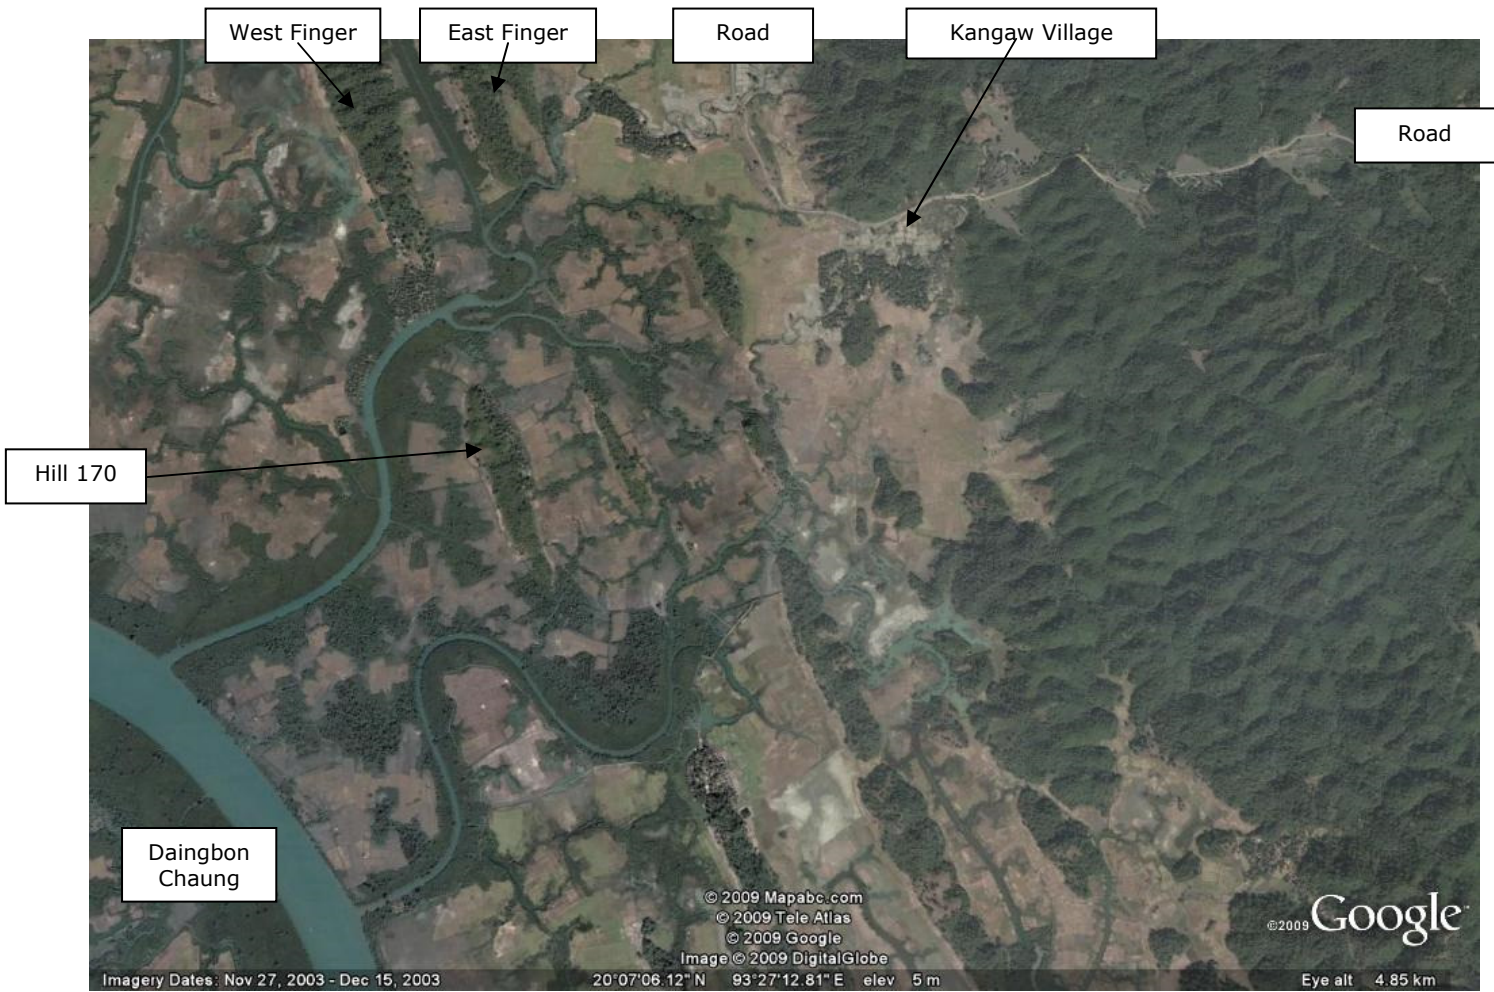 West Finger
East Finger
Road
Kangaw Village
Road
Hill 170
Daingbon
Chaung
© 2009 Mapabc.com
© 2009 Tele Atlas
© 2009 Google
Image © 2009 DigitalGlobe
©2009 Google™
Imagery Dates: Nov 27, 2003 - Dec 15, 2003 20°07'06.12" N 93°27'12.81" E elev 5 m Eye alt 4.85 km